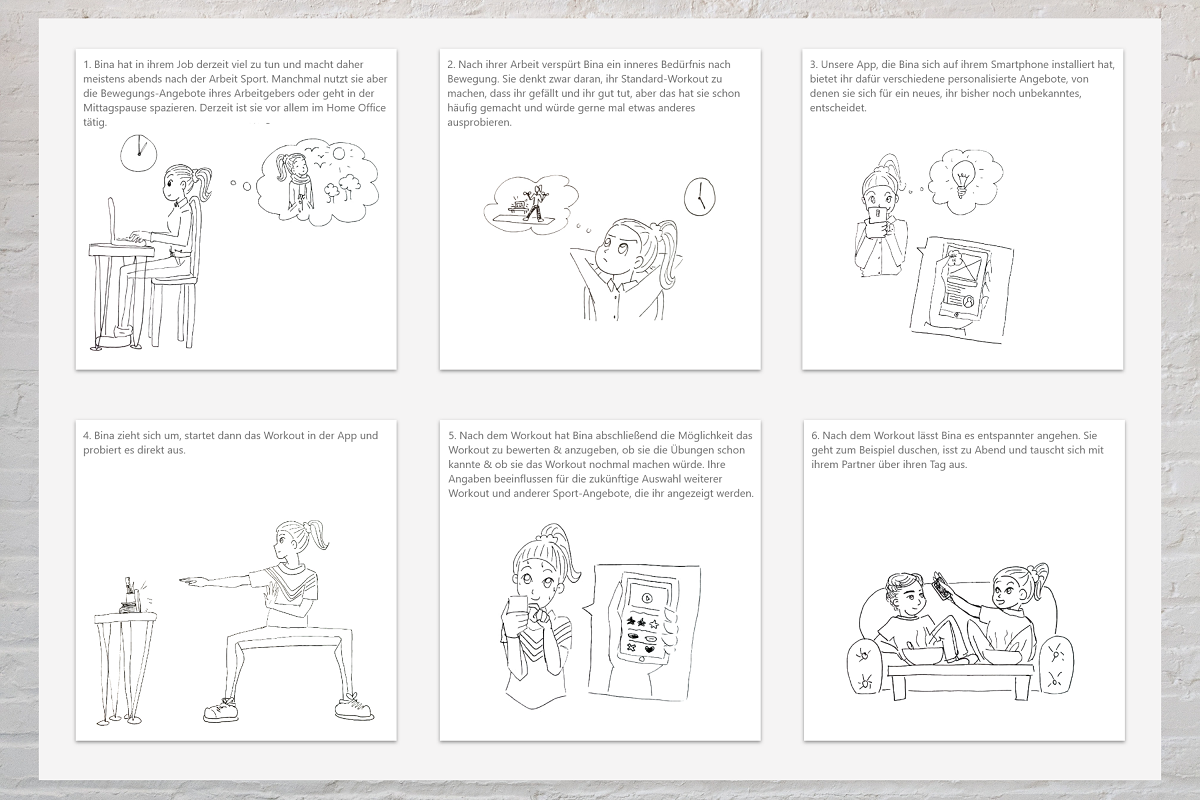 1. Bina hat in ihrem Job derzeit viel zu tun und macht daher
meistens abends nach der Arbeit Sport. Manchmal nutzt sie aber
die Bewegungs-Angebote ihres Arbeitgebers oder geht in der
Mittagspause spazieren. Derzeit ist sie vor allem im Home Office
tätig.
2. Nach ihrer Arbeit verspürt Bina ein inneres Bedürfnis nach
Bewegung. Sie denkt zwar daran, ihr Standard-Workout zu
machen, dass ihr gefällt und ihr gut tut, aber das hat sie schon
häufig gemacht und würde gerne mal etwas anderes
ausprobieren.
3. Unsere App, die Bina sich auf ihrem Smartphone installiert hat,
bietet ihr dafür verschiedene personalisierte Angebote, von
denen sie sich für ein neues, ihr bisher noch unbekanntes,
entscheidet.
4. Bina zieht sich um, startet dann das Workout in der App und
probiert es direkt aus.
5. Nach dem Workout hat Bina abschließend die Möglichkeit das
Workout zu bewerten & anzugeben, ob sie die Übungen schon
kannte & ob sie das Workout nochmal machen würde. Ihre
Angaben beeinflussen für die zukünftige Auswahl weiterer
Workout und anderer Sport-Angebote, die ihr angezeigt werden.
6. Nach dem Workout lässt Bina es entspannter angehen. Sie
geht zum Beispiel duschen, isst zu Abend und tauscht sich mit
ihrem Partner über ihren Tag aus.